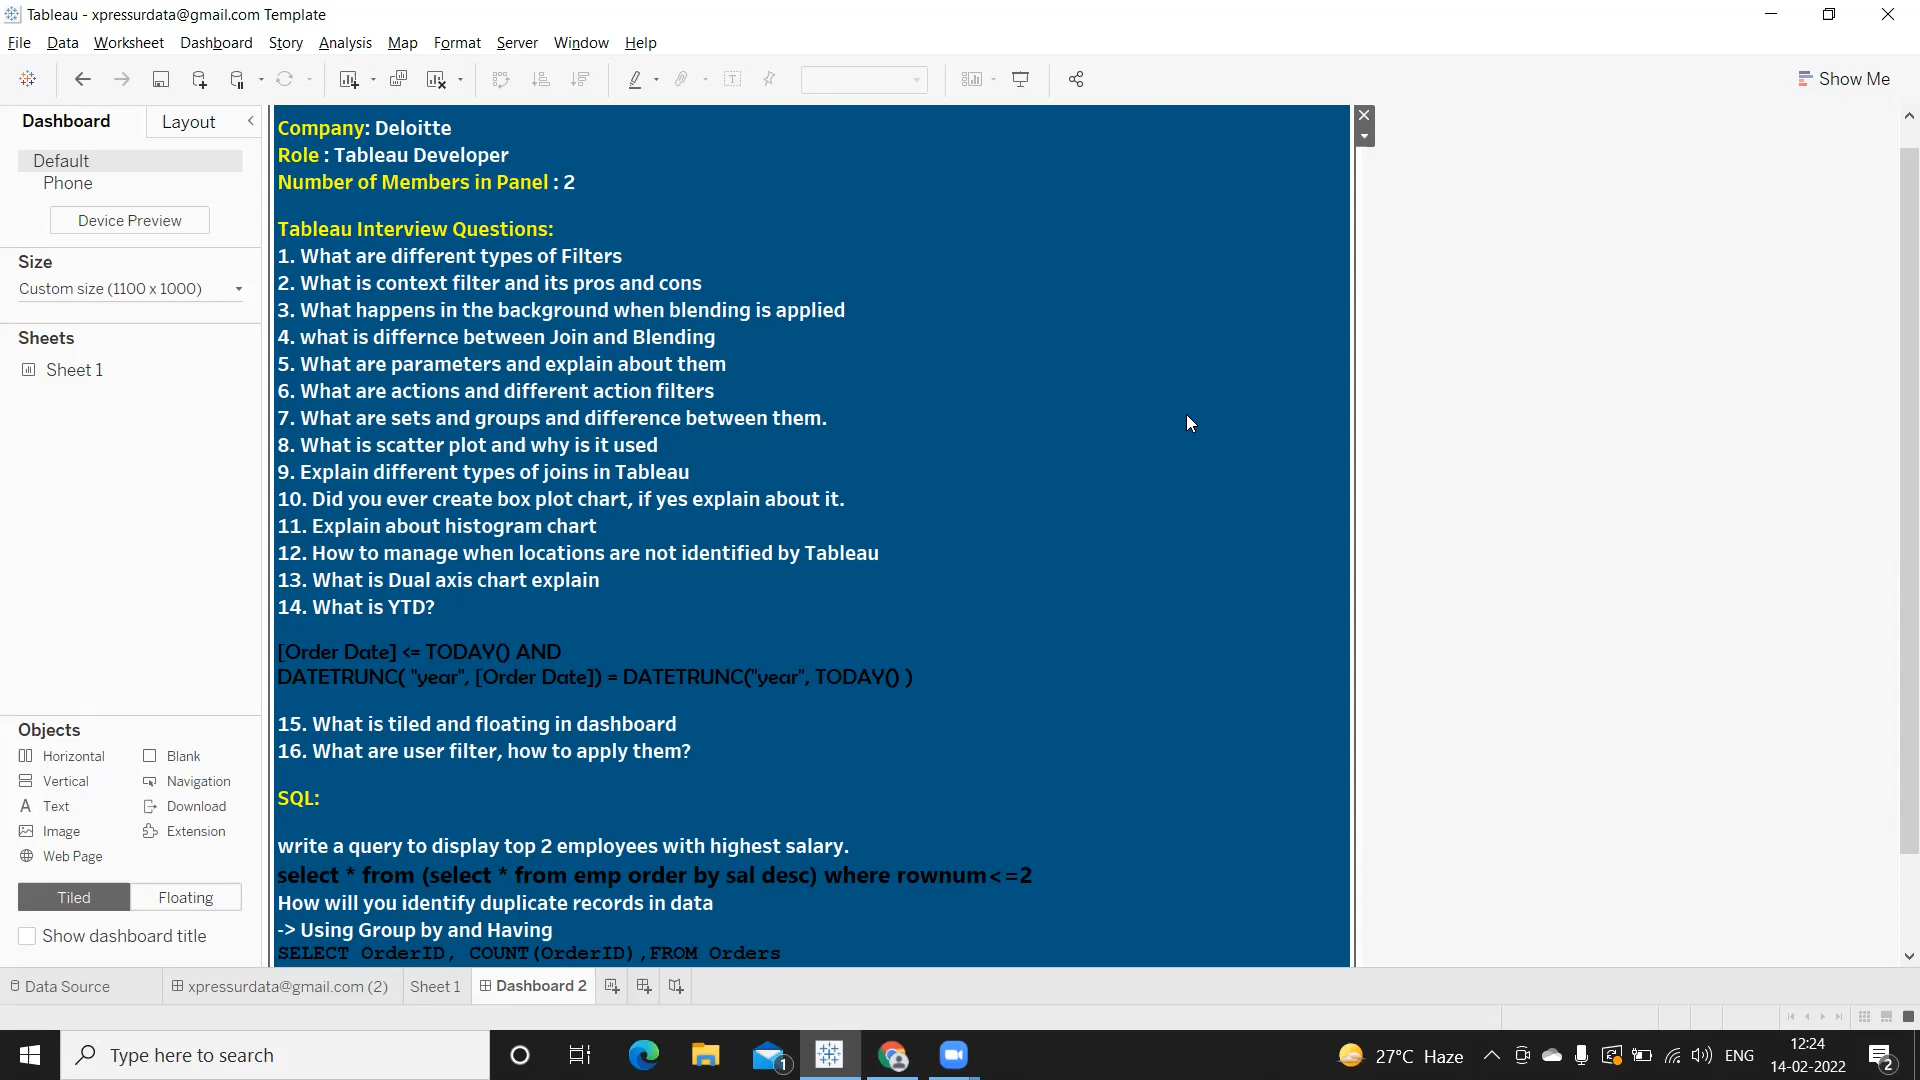 Tableau - xpressurdata@gmail.com Template
File Data Worksheet Dashboard Story Analysis Map Format Server Window Help
Show Me
Dashboard Layout
Default
Phone
Device Preview
Size
Custom size (1100 x 1000)
Sheets
Sheet 1
Company: Deloitte
Role : Tableau Developer
Number of Members in Panel : 2
Tableau Interview Questions:
1. What are different types of Filters
2. What is context filter and its pros and cons
3. What happens in the background when blending is applied
4. what is differnce between Join and Blending
5. What are parameters and explain about them
6. What are actions and different action filters
7. What are sets and groups and difference between them.
8. What is scatter plot and why is it used
9. Explain different types of joins in Tableau
10. Did you ever create box plot chart, if yes explain about it.
11. Explain about histogram chart
12. How to manage when locations are not identified by Tableau
13. What is Dual axis chart explain
14. What is YTD?
[Order Date] <= TODAY() AND
DATETRUNC( "year", [Order Date]) = DATETRUNC("year", TODAY() )
15. What is tiled and floating in dashboard
16. What are user filter, how to apply them?
SQL:
write a query to display top 2 employees with highest salary.
select * from (select * from emp order by sal desc) where rownum<=2
How will you identify duplicate records in data
-> Using Group by and Having
SELECT OrderID, COUNT(OrderID),FROM Orders
Objects
Horizontal Blank
Vertical Navigation
Text Download
Image Extension
Web Page
Tiled Floating
Show dashboard title
Data Source xpressurdata@gmail.com (2) Sheet 1 Dashboard 2
Type here to search
1
27°C Haze
ENG
12:24
14-02-2022
2